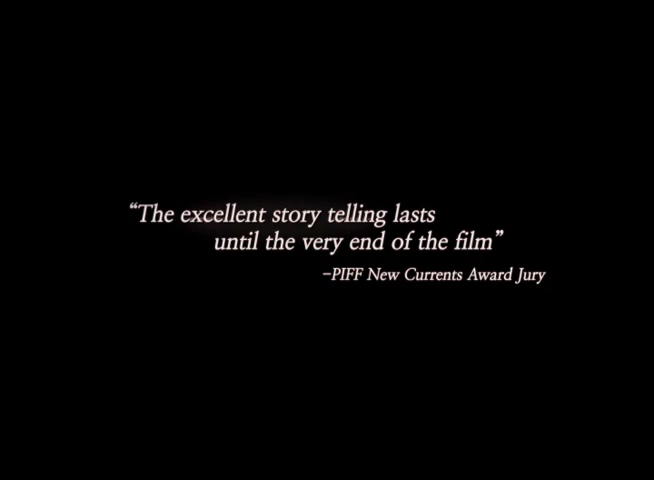 “The excellent story telling lasts
until the very end of the film”
–PIFF New Currents Award Jury